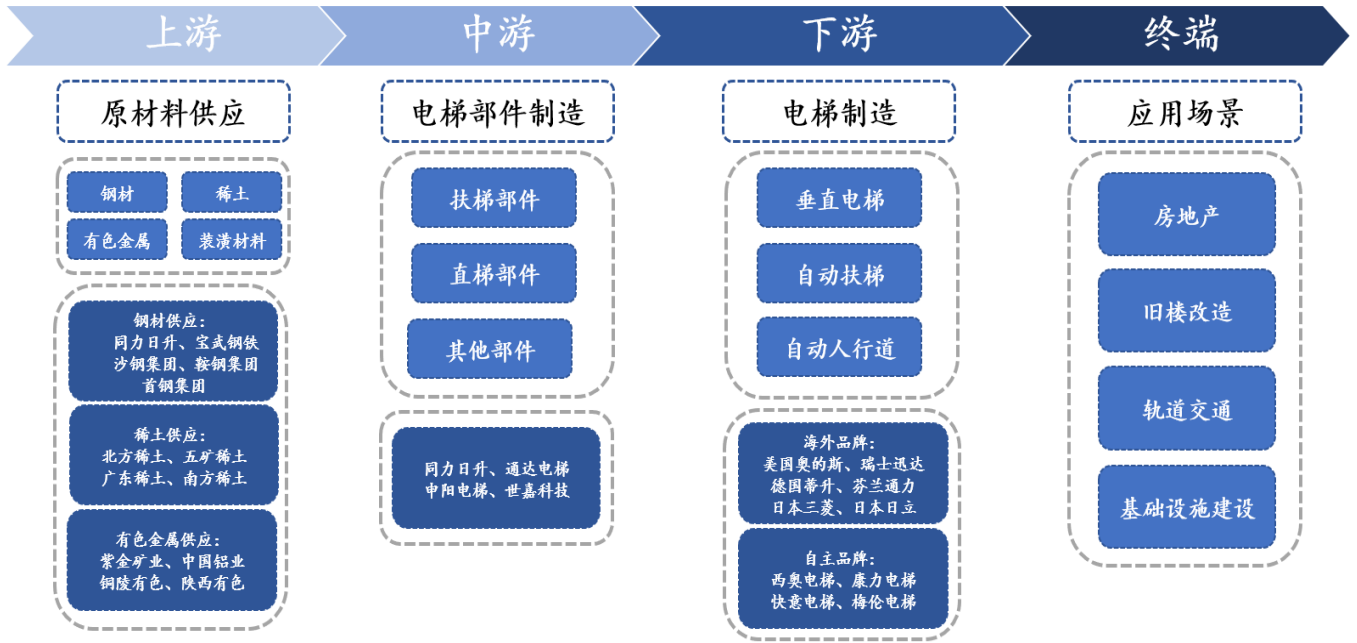 上游
中游
下游
终端
原材料供应
电梯部件制造
电梯制造
应用场景
钢材
稀土
有色金属
装潢材料
钢材供应：
同力日升、宝武钢铁
沙钢集团、鞍钢集团
首钢集团
稀土供应：
北方稀土、五矿稀土
广东稀土、南方稀土
有色金属供应：
紫金矿业、中国铝业
铜陵有色、陕西有色
扶梯部件
直梯部件
其他部件
同力日升、通达电梯
申阳电梯、世嘉科技
垂直电梯
自动扶梯
自动人行道
海外品牌：
美国奥的斯、瑞士迅达
德国蒂升、芬兰通力
日本三菱、日本日立
自主品牌：
西奥电梯、康力电梯
快意电梯、梅伦电梯
房地产
旧楼改造
轨道交通
基础设施建设